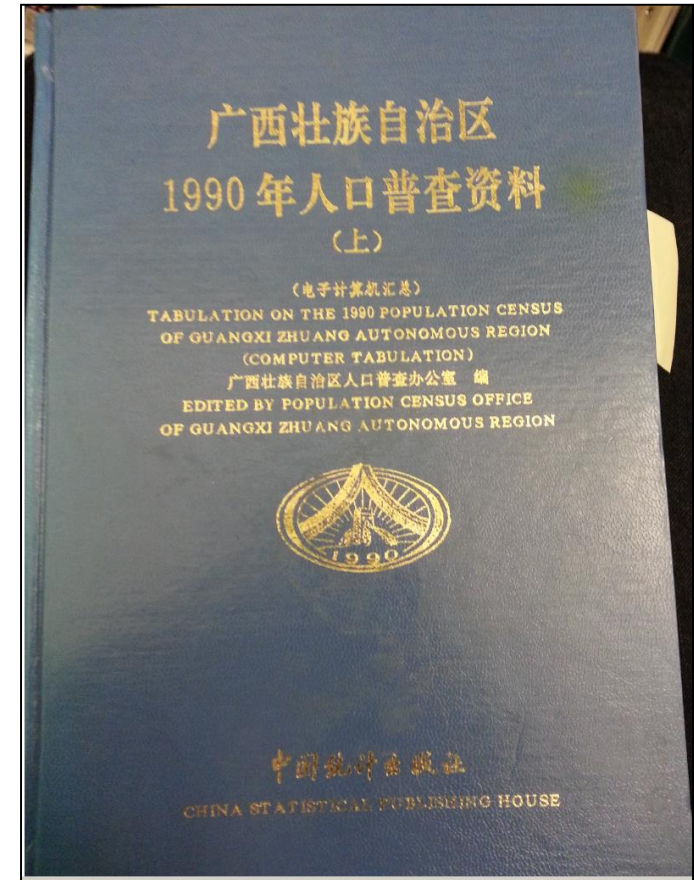 广西壮族自治区
1990年人口普查资料
（上）
（电子计算机汇总）
TABULATION ON THE 1990 POPULATION CENSUS
OF GUANGXI ZHUANG AUTONOMOUS REGION
(COMPUTER TABULATION)
广西壮族自治区人口普查办公室 编
EDITED BY POPULATION CENSUS OFFICE
OF GUANGXI ZHUANG AUTONOMOUS REGION
1990
中国统计出版社
CHINA STATISTICAL PUBLISHING HOUSE